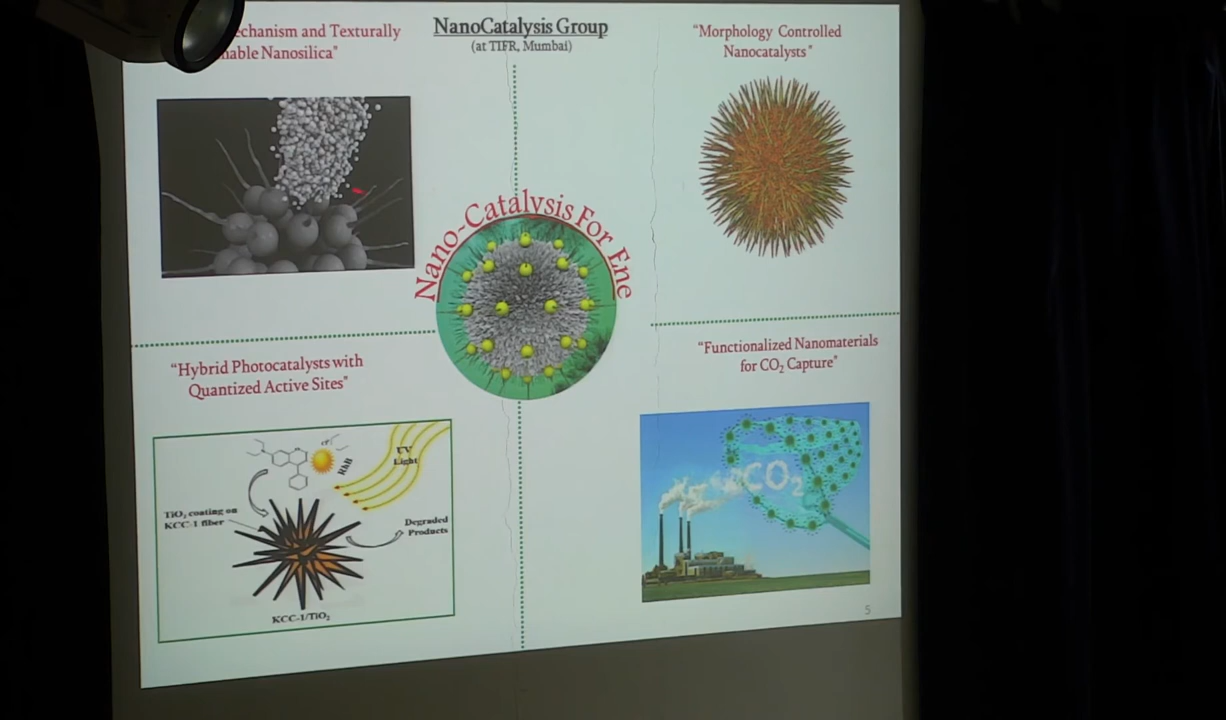 NanoCatalysis Group
(at TIFR, Mumbai)
and Texturally
Nanosilica”
“Morphology Controlled
Nanocatalysts”
Nano-Catalysis For Ene
“Hybrid Photocatalysts with
Quantized Active Sites”
“Functionalized Nanomaterials
for CO₂ Capture”
UV
Light
RhB
TiO₂ coating on
KCC-1 fiber
Degraded
Products
KCC-1/TiO₂
CO₂
5